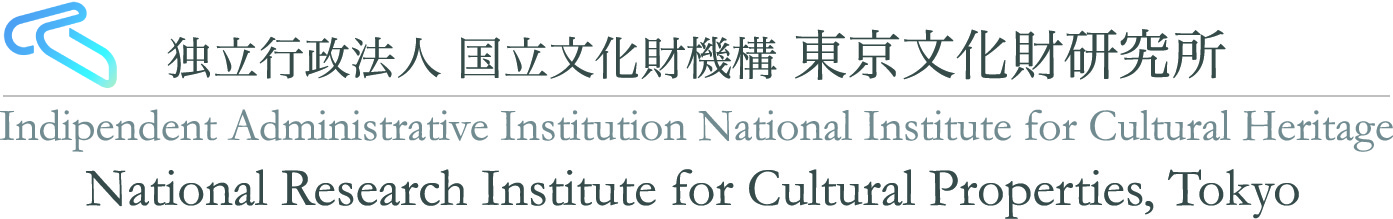 独立行政法人 国立文化財機構 東京文化財研究所
Indipendent Administrative Institution National Institute for Cultural Heritage
National Research Institute for Cultural Properties, Tokyo